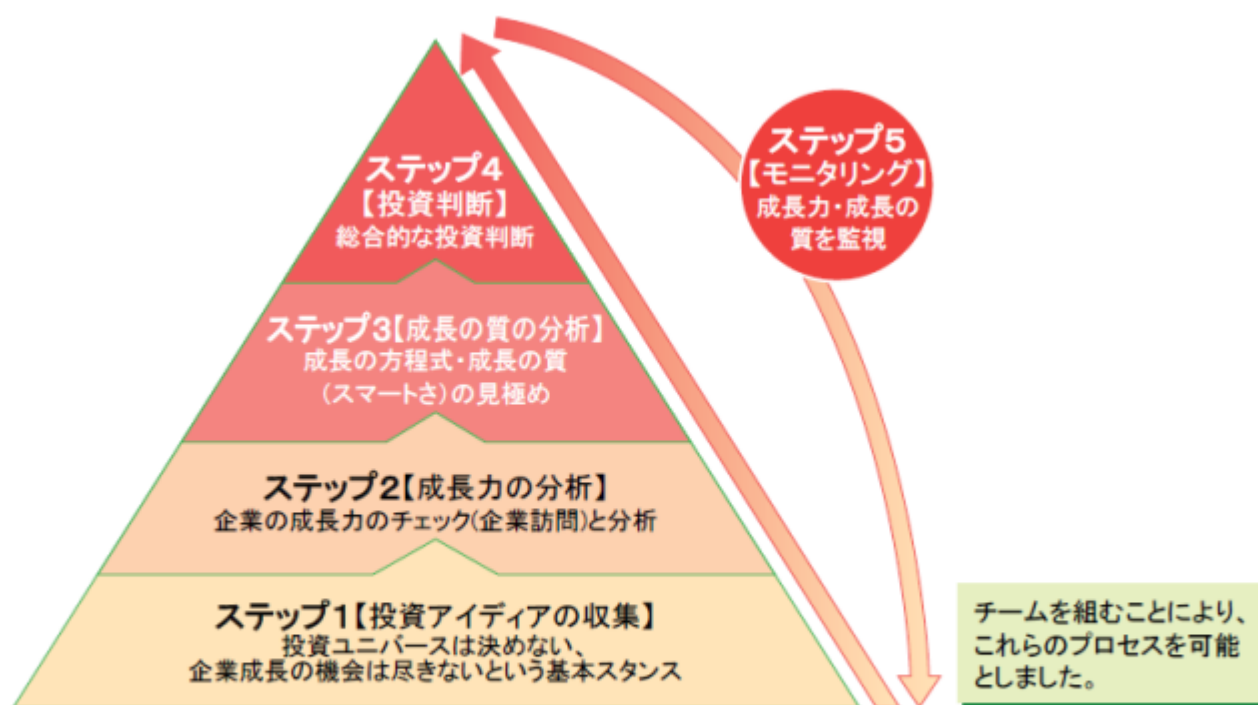 ステップ4
【投資判断】
総合的な投資判断
ステップ5
【モニタリング】
成長力・成長の
質を監視
ステップ3【成長の質の分析】
成長の方程式・成長の質
(スマートさ)の見極め
ステップ2【成長力の分析】
企業の成長力のチェック(企業訪問)と分析
ステップ1【投資アイディアの収集】
投資ユニバースは決めない、
企業成長の機会は尽きないという基本スタンス
チームを組むことにより、
これらのプロセスを可能
としました。